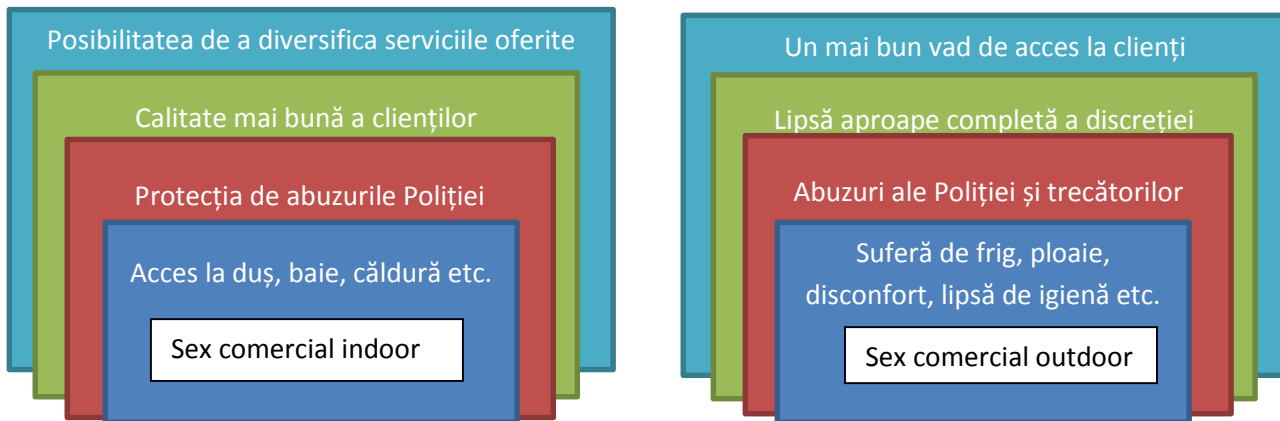 Posibilitatea de a diversifica serviciile oferite
Calitate mai bună a clienților
Protecția de abuzurile Poliției
Acces la duș, baie, căldură etc.
Sex comercial indoor
Un mai bun vad de acces la clienți
Lipsă aproape completă a discreției
Abuzuri ale Poliției și trecătorilor
Suferă de frig, ploaie,
disconfort, lipsă de igienă etc.
Sex comercial outdoor